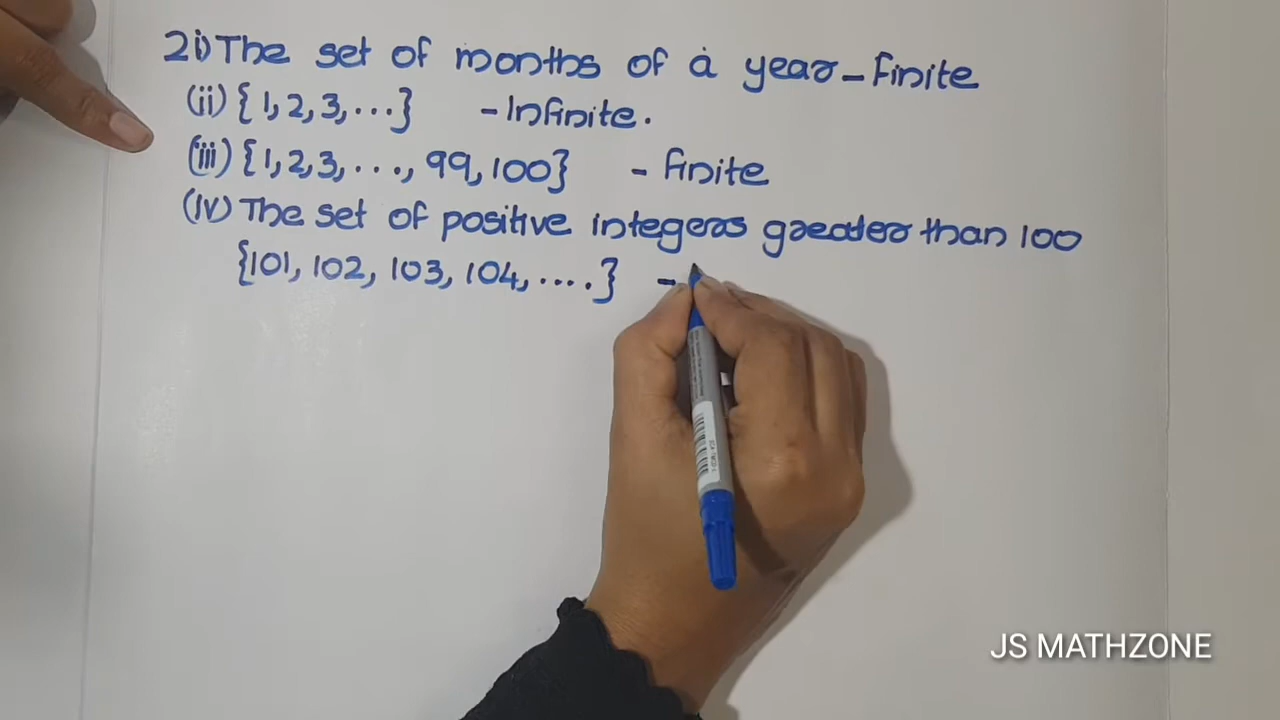 2i) The set of months of a year - Finite
(ii) {1, 2, 3, ...} - Infinite.
(iii) {1, 2, 3, ..., 99, 100} - finite
(iv) The set of positive integers greater than 100
{101, 102, 103, 104, ....} -
JS MATHZONE